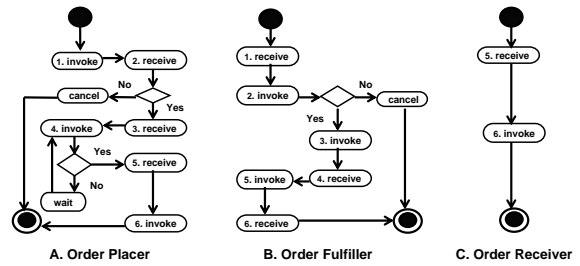 1. invoke
2. receive
No
cancel
Yes
4. invoke
3. receive
Yes
5. receive
No
wait
6. invoke
A. Order Placer
1. receive
2. invoke
No
cancel
Yes
3. invoke
5. invoke
4. receive
6. receive
B. Order Fulfiller
5. receive
6. invoke
C. Order Receiver